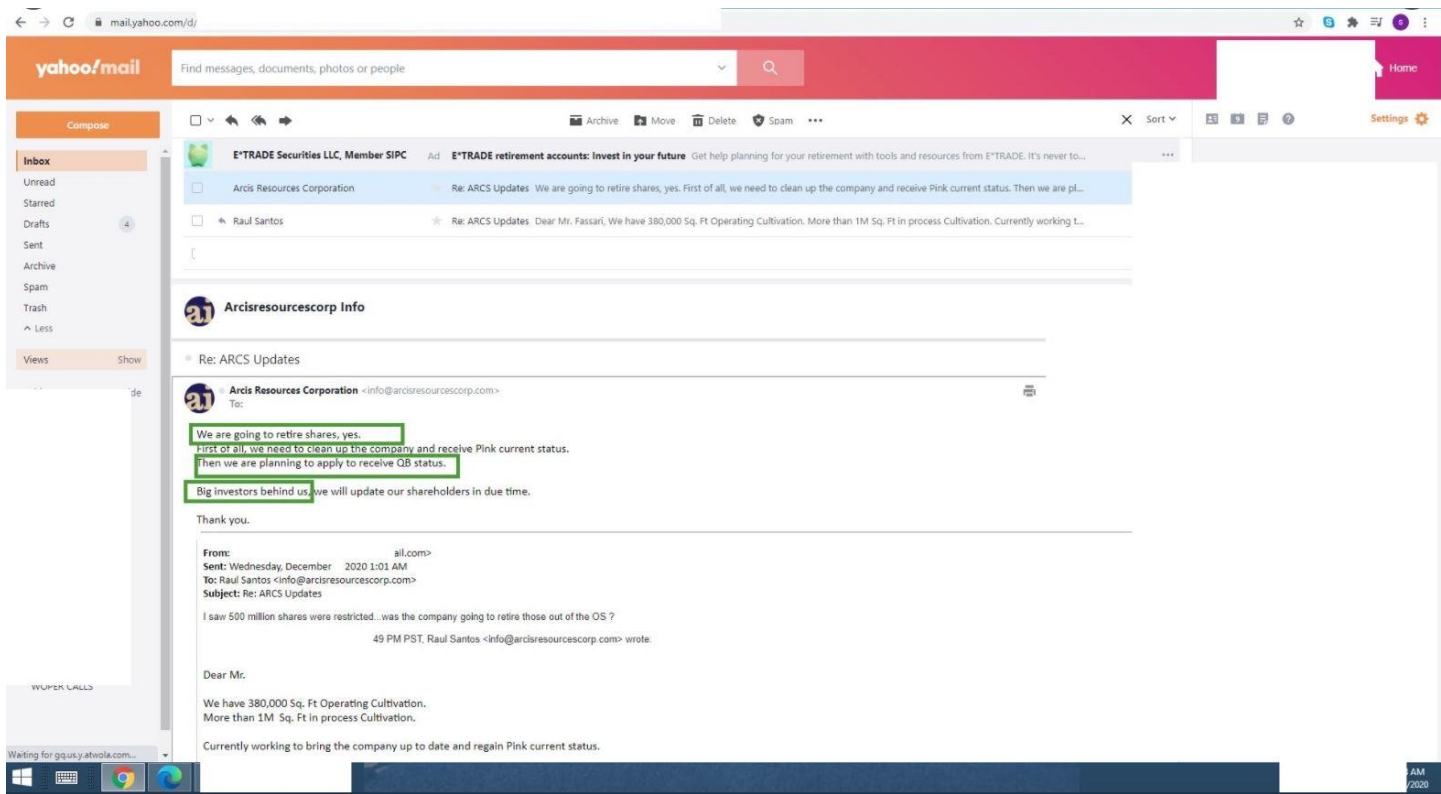 mail.yahoo.com/d/
yahoo!mail
Find messages, documents, photos or people
Home
Compose
Archive Move Delete Spam
Sort
Settings
Inbox
Unread
Starred
Drafts 4
Sent
Archive
Spam
Trash
Less
Views Show
E*TRADE Securities LLC, Member SIPC Ad E*TRADE retirement accounts: Invest in your future Get help planning for your retirement with tools and resources from E*TRADE. It's never to...
Arcis Resources Corporation Re: ARCS Updates We are going to retire shares, yes. First of all, we need to clean up the company and receive Pink current status. Then we are pl...
Raul Santos Re: ARCS Updates Dear Mr. Fassari, We have 380,000 Sq. Ft Operating Cultivation. More than 1M Sq. Ft in process Cultivation. Currently working t...
ai
Arcisresourcescorp Info
Re: ARCS Updates
ai
Arcis Resources Corporation <info@arcisresourcescorp.com>
To:
We are going to retire shares, yes.
First of all, we need to clean up the company and receive Pink current status.
Then we are planning to apply to receive QB status.
Big investors behind us, we will update our shareholders in due time.
Thank you.
From: ail.com>
Sent: Wednesday, December 2020 1:01 AM
To: Raul Santos <info@arcisresourcescorp.com>
Subject: Re: ARCS Updates
I saw 500 million shares were restricted...was the company going to retire those out of the OS ?
49 PM PST, Raul Santos <info@arcisresourcescorp.com> wrote:
Dear Mr.
We have 380,000 Sq. Ft Operating Cultivation.
More than 1M Sq. Ft in process Cultivation.
Currently working to bring the company up to date and regain Pink current status.
WOPER CALLS
Waiting for gq.us.y.atwola.com...
AM
/2020